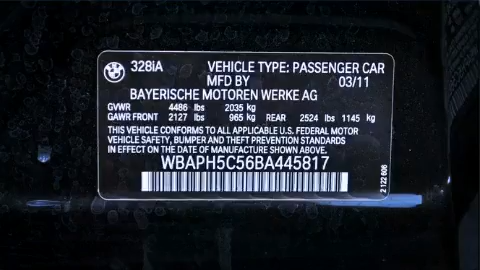 328iA VEHICLE TYPE: PASSENGER CAR
MFD BY 03/11
BAYERISCHE MOTOREN WERKE AG
GVWR 4486 lbs 2035 kg
GAWR FRONT 2127 lbs 965 kg REAR 2524 lbs 1145 kg
THIS VEHICLE CONFORMS TO ALL APPLICABLE U.S. FEDERAL MOTOR
VEHICLE SAFETY, BUMPER AND THEFT PREVENTION STANDARDS
IN EFFECT ON THE DATE OF MANUFACTURE SHOWN ABOVE.
WBAPH5C56BA445817
2 122 606